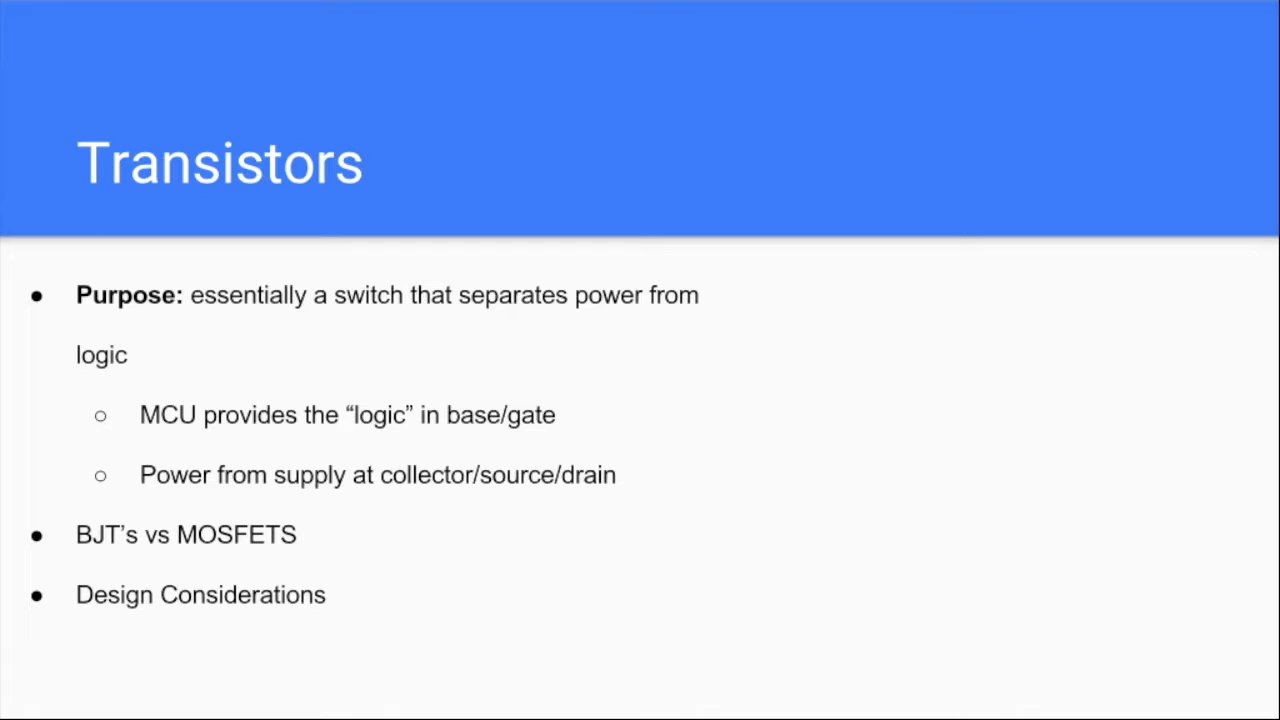 Transistors
● Purpose: essentially a switch that separates power from
logic
○ MCU provides the “logic” in base/gate
○ Power from supply at collector/source/drain
● BJT’s vs MOSFETS
● Design Considerations